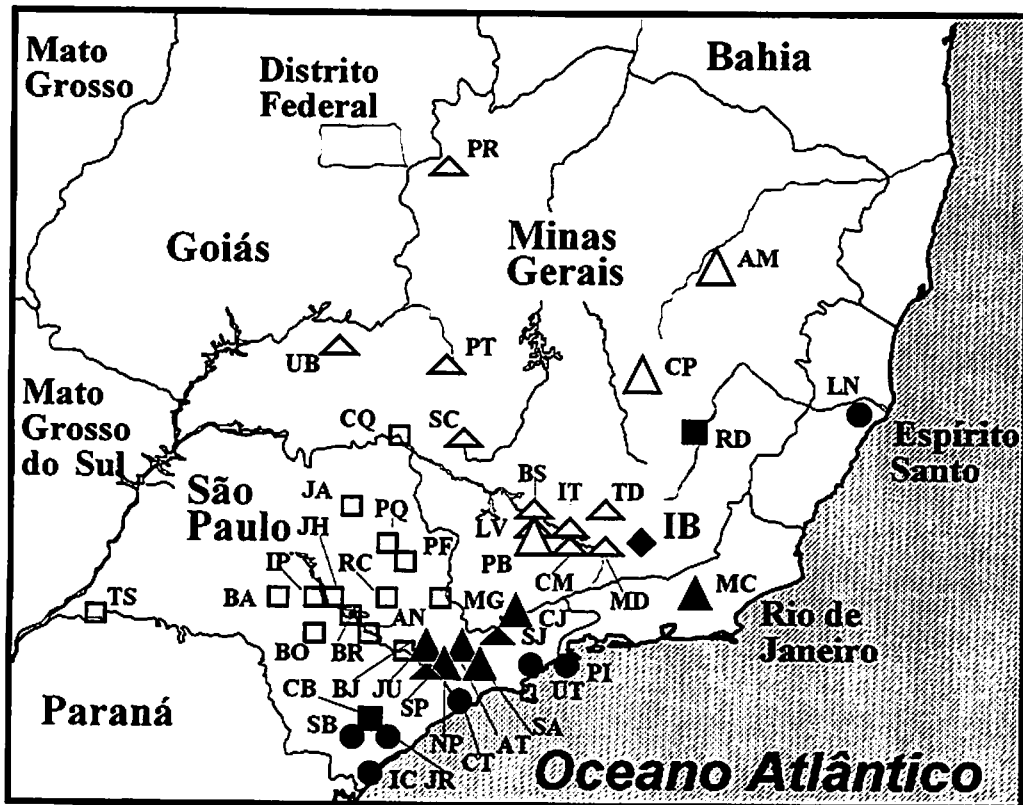 Mato
Grosso
Distrito
Federal
Bahia
PR
Goiás
Minas
Gerais
AM
UB
PT
CP
LN
Mato
Grosso
do Sul
CQ
SC
RD
Espírito
Santo
São
Paulo
JA
BS
IT
TD
JH
PQ
LV
IB
PF
PB
IP
RC
CM
MD
TS
BA
MG
MC
AN
CJ
SJ
Rio de
Janeiro
BO
BR
BJ
JU
SP
UT
PI
CB
Paraná
SB
NP
CT
AT
SA
IC
JR
Oceano Atlântico